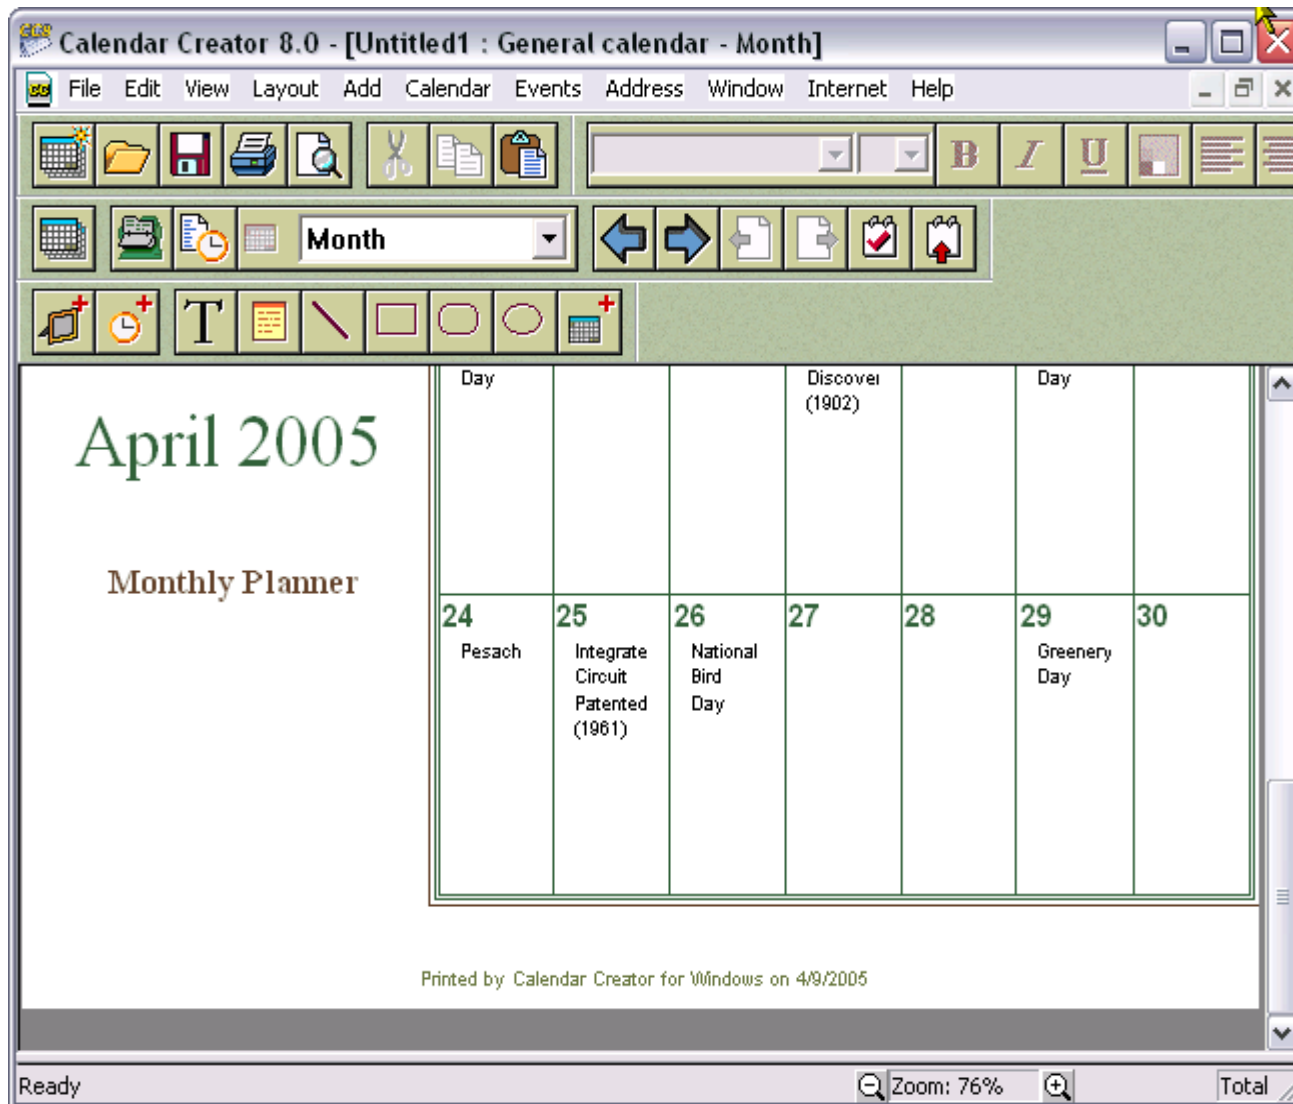 Calendar Creator 8.0 - [Untitled1 : General calendar - Month]
File Edit View Layout Add Calendar Events Address Window Internet Help
B I U
Month
T
Day Discover Day
(1902)
April 2005
Monthly Planner
24 25 26 27 28 29 30
Pesach Integrate National Greenery
Circuit Bird Day
Patented Day
(1961)
Printed by Calendar Creator for Windows on 4/9/2005
Ready Zoom: 76% Total